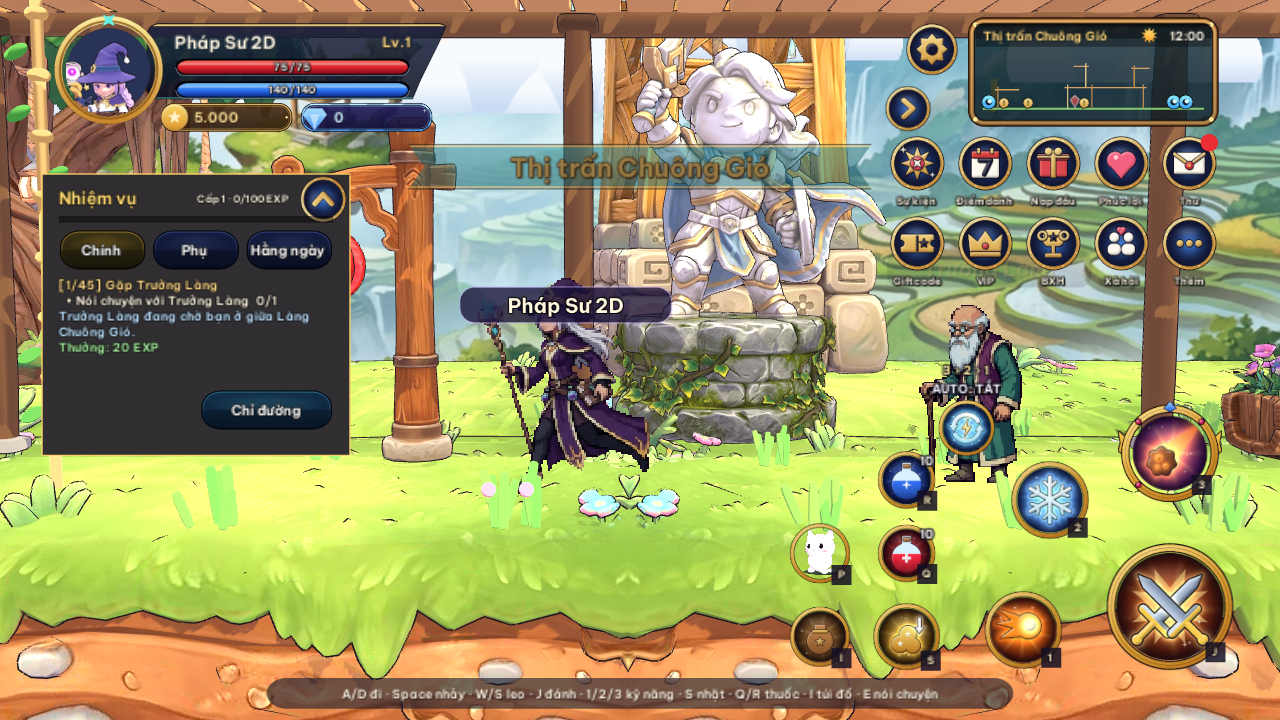 Pháp Sư 2D
Lv.1
75/75
140/140
5.000
0
Thị trấn Chuông Gió
12:00
Thị trấn Chuông Gió
Nhiệm vụ
Cấp 1 · 0/100 EXP
Chính
Phụ
Hằng ngày
[1/45] Gặp Trưởng Làng
• Nói chuyện với Trưởng Làng 0/1
Trưởng Làng đang chờ bạn ở giữa Làng
Chuông Gió.
Thưởng: 20 EXP
Chỉ đường
7
Sự kiện
Điểm danh
Nạp đầu
Phúc lợi
Thư
Giftcode
VIP
BXH
Xã hội
Thêm
Pháp Sư 2D
AUTO: TẮT
10
R
3
2
10
Q
P
I
S
1
J
A/D đi · Space nhảy · W/S leo · J đánh · 1/2/3 kỹ năng · S nhặt · Q/R thuốc · I túi đồ · E nói chuyện